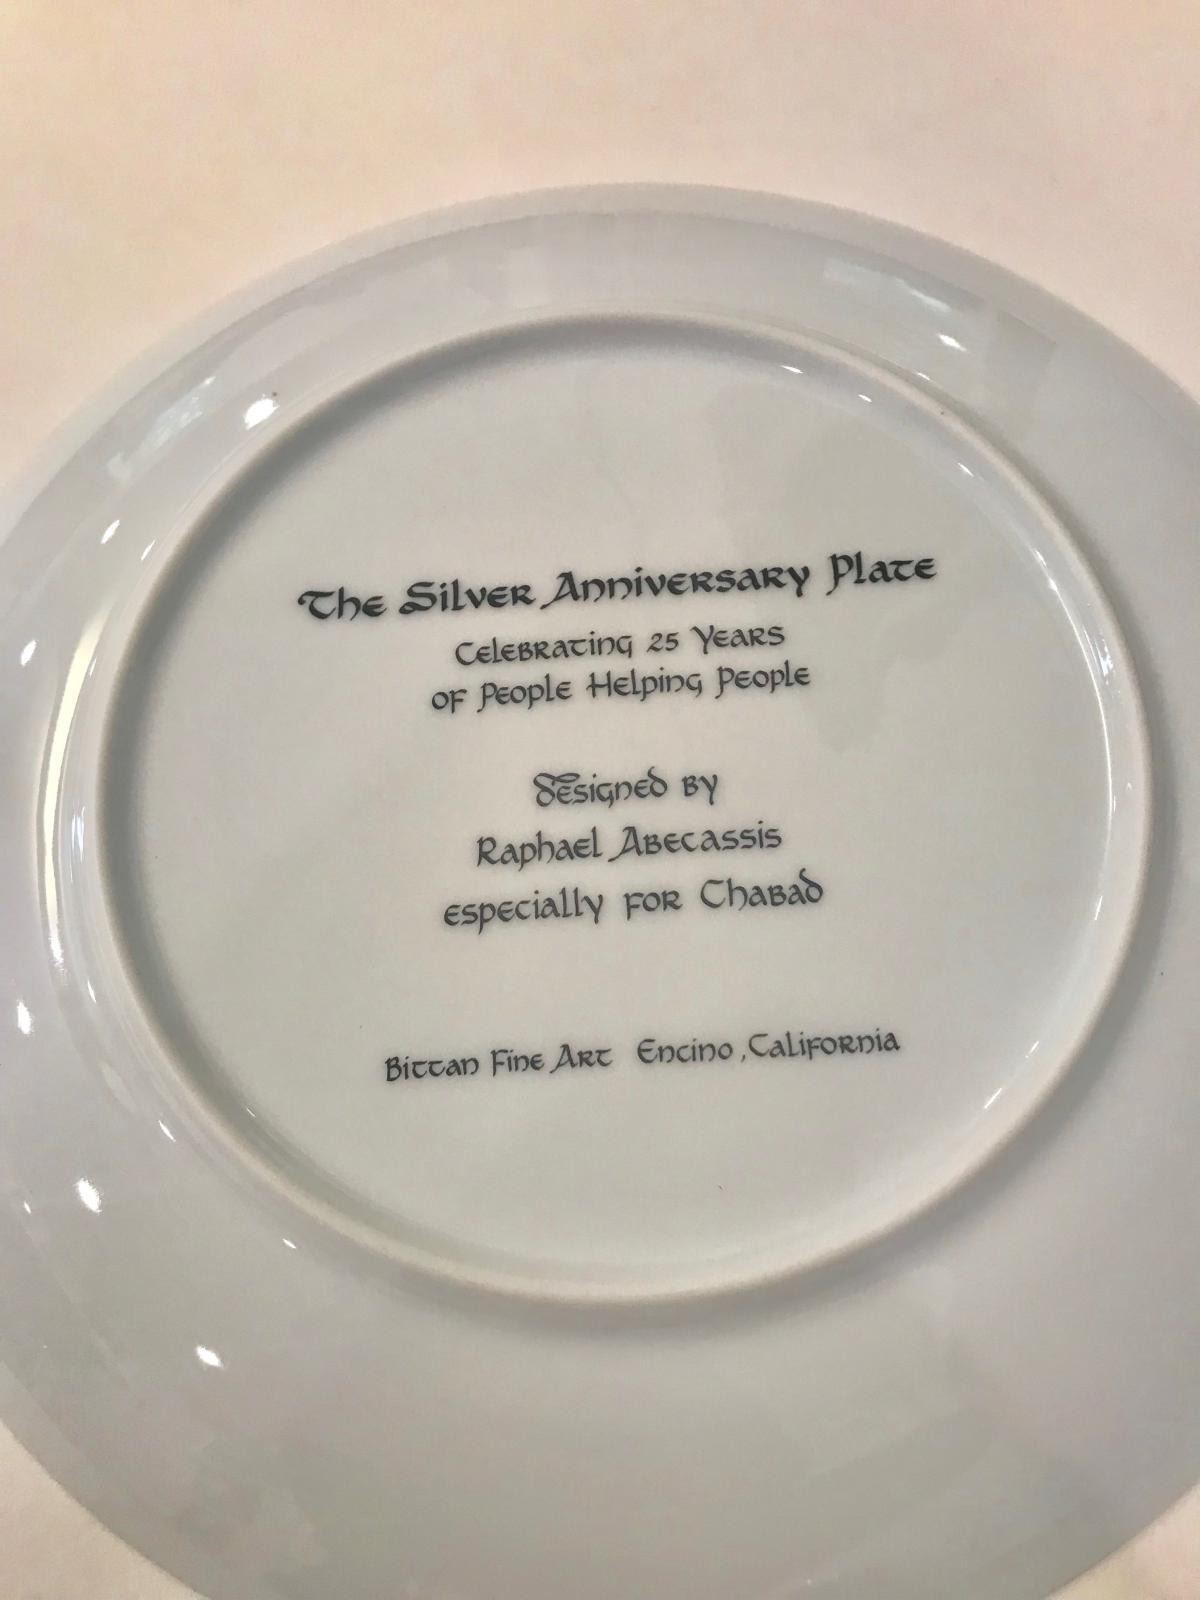 The Silver Anniversary Plate
Celebrating 25 Years
of People Helping People
Designed by
Raphael Abecassis
especially for Chabad
Bittan Fine Art Encino, California